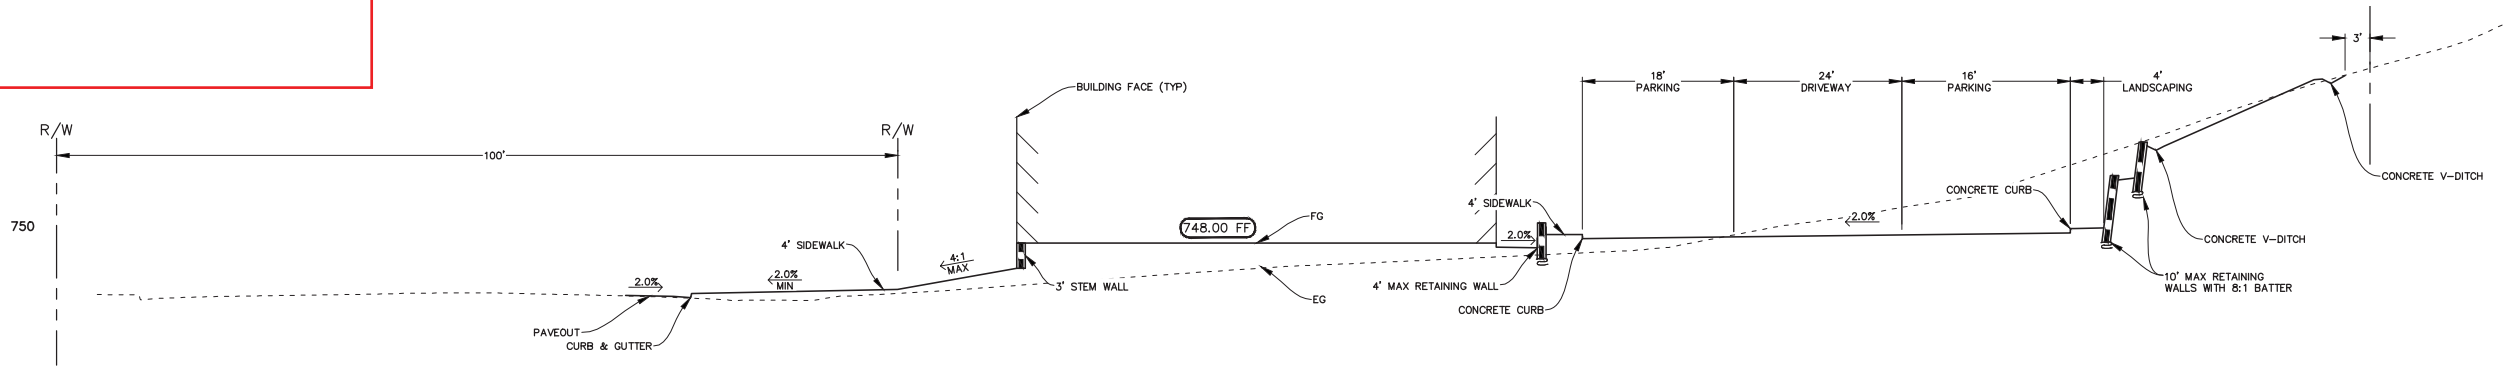 3'
18'
PARKING
24'
DRIVEWAY
16'
PARKING
4'
LANDSCAPING
BUILDING FACE (TYP)
R/W
R/W
100'
CONCRETE V-DITCH
CONCRETE CURB
4' SIDEWALK
750
748.00 FF
FG
2.0%
2.0%
4' SIDEWALK
4:1
MAX
CONCRETE V-DITCH
2.0%
2.0%
MIN
3' STEM WALL
4' MAX RETAINING WALL
10' MAX RETAINING
WALLS WITH 8:1 BATTER
EG
CONCRETE CURB
PAVEOUT
CURB & GUTTER